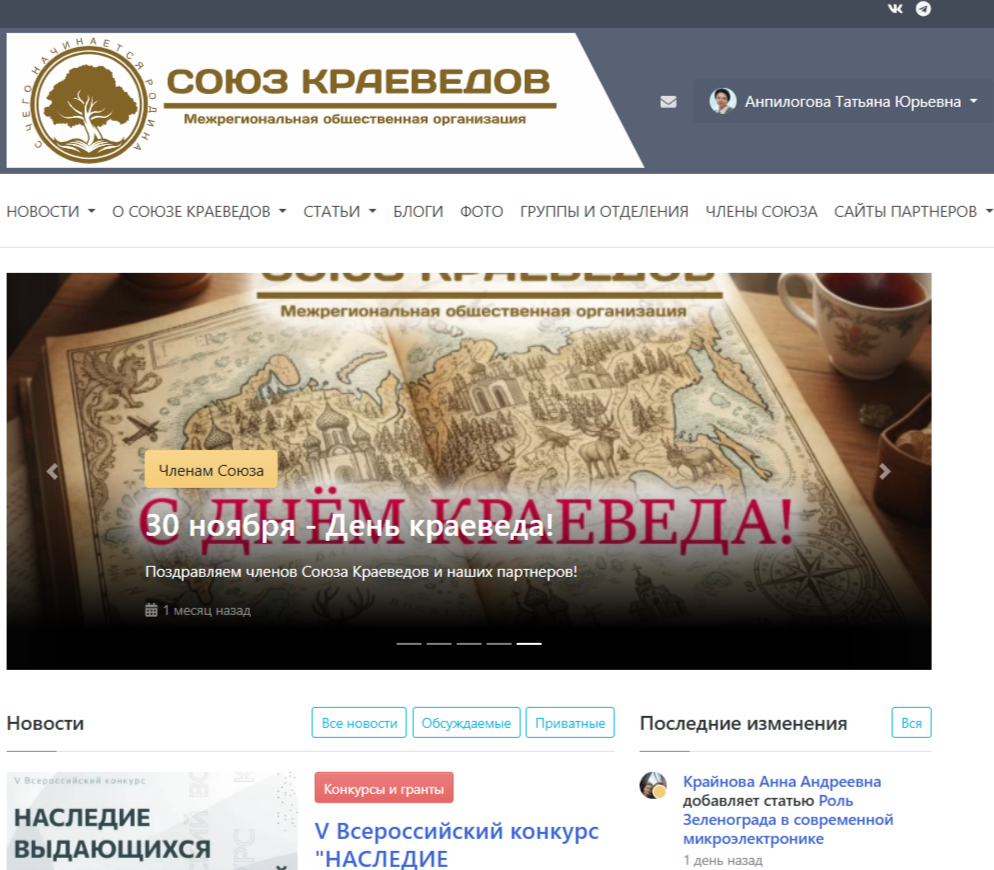 С ЧЕГО НАЧИНАЕТСЯ РОДИНА
СОЮЗ КРАЕВЕДОВ
Межрегиональная общественная организация
Анпилогова Татьяна Юрьевна
НОВОСТИ О СОЮЗЕ КРАЕВЕДОВ СТАТЬИ БЛОГИ ФОТО ГРУППЫ И ОТДЕЛЕНИЯ ЧЛЕНЫ СОЮЗА САЙТЫ ПАРТНЕРОВ
СОЮЗ КРАЕВЕДОВ
Межрегиональная общественная организация
Членам Союза
С ДНЁМ КРАЕВЕДА!
30 ноября - День краеведа!
Поздравляем членов Союза Краеведов и наших партнеров!
1 месяц назад
Новости
Все новости
Обсуждаемые
Приватные
V Всероссийский конкурс
НАСЛЕДИЕ
ВЫДАЮЩИХСЯ
Конкурсы и гранты
V Всероссийский конкурс
"НАСЛЕДИЕ
Последние изменения
Вся
Крайнова Анна Андреевна
добавляет статью Роль
Зеленограда в современной
микроэлектронике
1 день назад